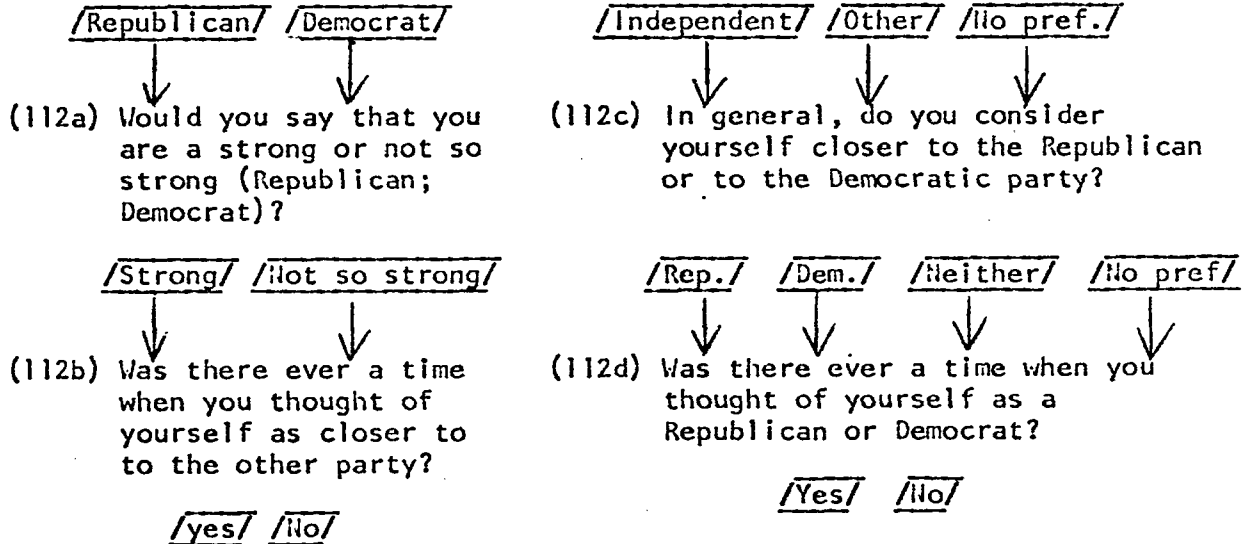 /Republican/ /Democrat/
(112a) Would you say that you
are a strong or not so
strong (Republican;
Democrat)?
/Strong/ /Not so strong/
(112b) Was there ever a time
when you thought of
yourself as closer to
to the other party?
/yes/ /No/
/Independent/ /Other/ /No pref./
(112c) In general, do you consider
yourself closer to the Republican
or to the Democratic party?
/Rep./ /Dem./ /Neither/ /No pref/
(112d) Was there ever a time when you
thought of yourself as a
Republican or Democrat?
/Yes/ /No/